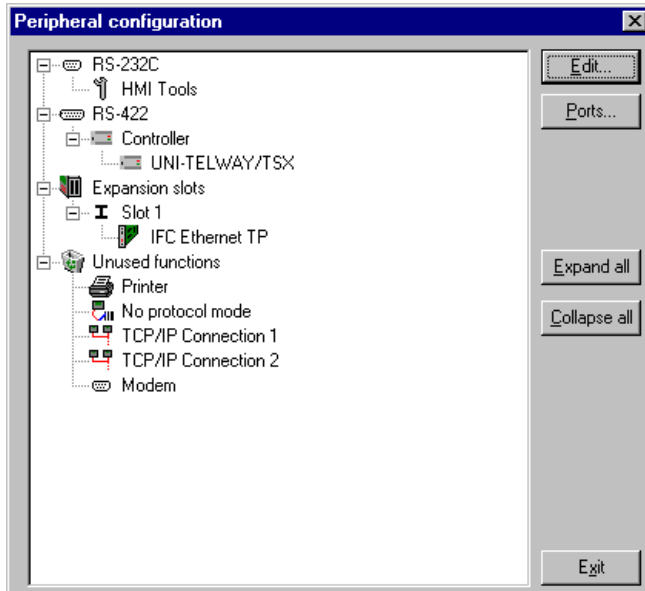 Peripheral configuration
RS-232C
HMI Tools
RS-422
Controller
UNI-TELWAY/TSX
Expansion slots
Slot 1
IFC Ethernet TP
Unused functions
Printer
No protocol mode
TCP/IP Connection 1
TCP/IP Connection 2
Modem
Edit...
Ports...
Expand all
Collapse all
Exit